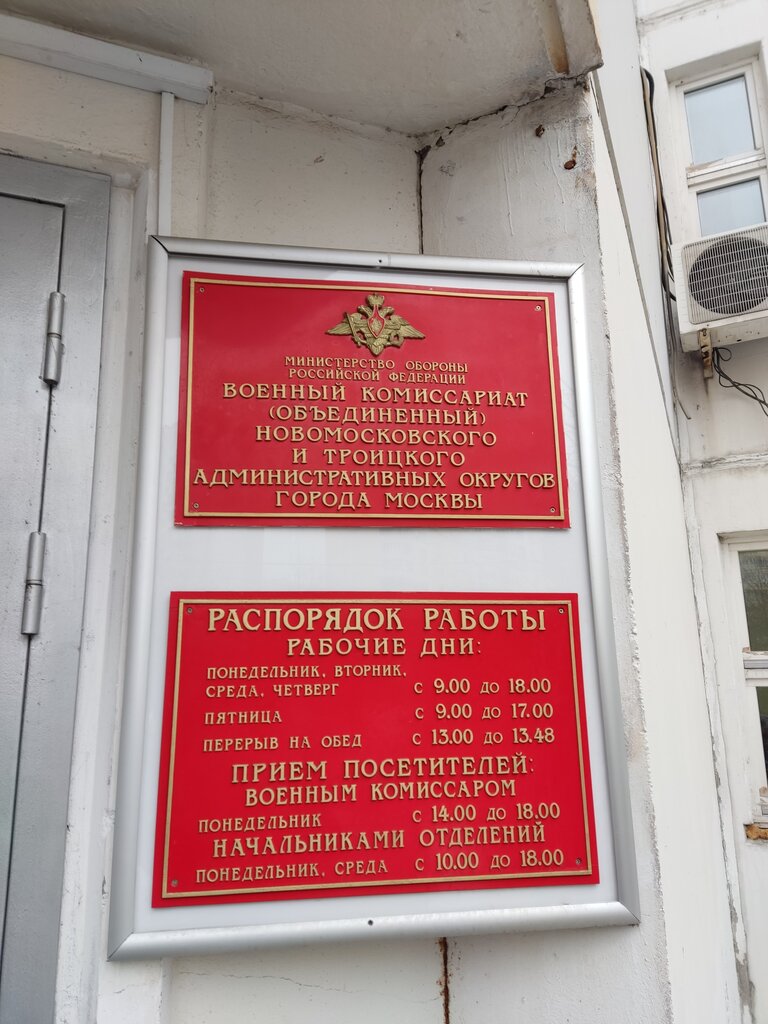 МИНИСТЕРСТВО ОБОРОНЫ
РОССИЙСКОЙ ФЕДЕРАЦИИ
ВОЕННЫЙ КОМИССАРИАТ
(ОБЪЕДИНЕННЫЙ)
НОВОМОСКОВСКОГО
И ТРОИЦКОГО
АДМИНИСТРАТИВНЫХ ОКРУГОВ
ГОРОДА МОСКВЫ
РАСПОРЯДОК РАБОТЫ
РАБОЧИЕ ДНИ:
ПОНЕДЕЛЬНИК, ВТОРНИК,
СРЕДА, ЧЕТВЕРГ С 9.00 ДО 18.00
ПЯТНИЦА С 9.00 ДО 17.00
ПЕРЕРЫВ НА ОБЕД С 13.00 ДО 13.48
ПРИЕМ ПОСЕТИТЕЛЕЙ:
ВОЕННЫМ КОМИССАРОМ
ПОНЕДЕЛЬНИК С 14.00 ДО 18.00
НАЧАЛЬНИКАМИ ОТДЕЛЕНИЙ
ПОНЕДЕЛЬНИК, СРЕДА С 10.00 ДО 18.00